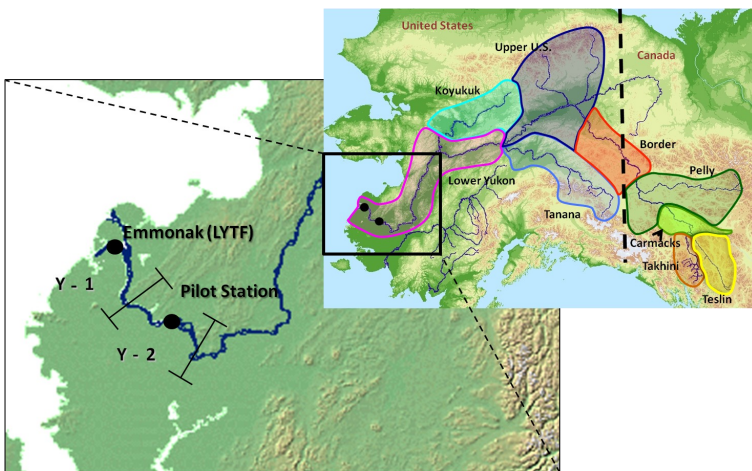 United States
Upper U.S.
Canada
Koyukuk
Border
Pelly
Lower Yukon
Tanana
Carmacks
Takhini
Teslin
Emmonak (LYTF)
Y - 1
Pilot Station
Y - 2